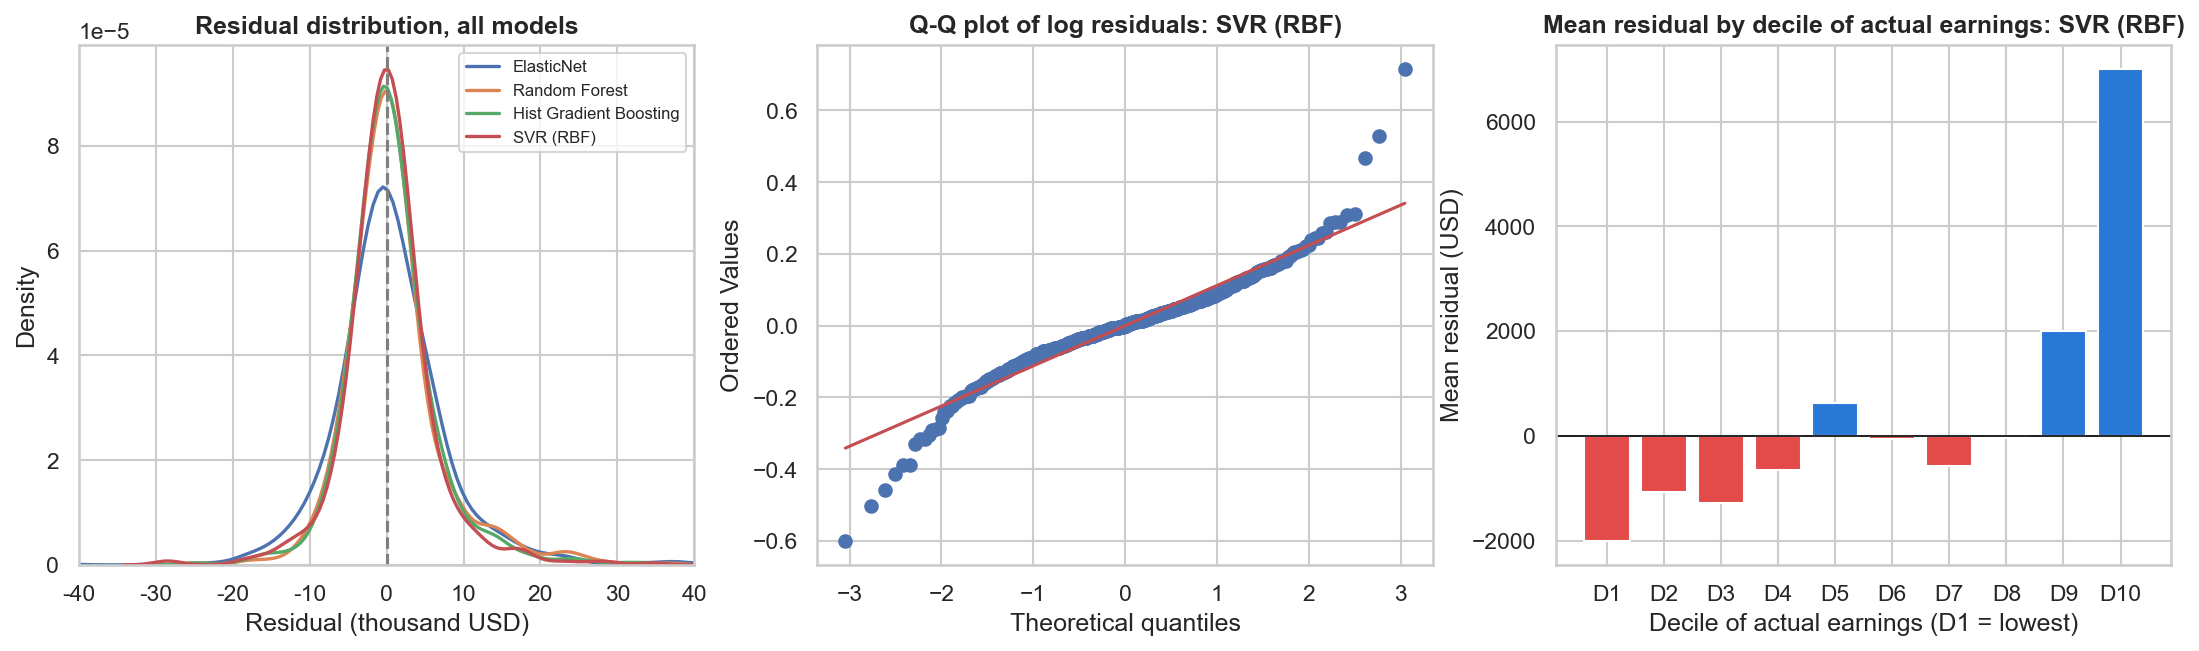 Residual distribution, all models
1e−5
8
6
4
2
0
Density
-40 -30 -20 -10 0 10 20 30 40
Residual (thousand USD)
ElasticNet
Random Forest
Hist Gradient Boosting
SVR (RBF)
Q-Q plot of log residuals: SVR (RBF)
0.6
0.4
0.2
0.0
−0.2
−0.4
−0.6
Ordered Values
−3 −2 −1 0 1 2 3
Theoretical quantiles
Mean residual by decile of actual earnings: SVR (RBF)
6000
4000
2000
0
−2000
Mean residual (USD)
D1 D2 D3 D4 D5 D6 D7 D8 D9 D10
Decile of actual earnings (D1 = lowest)